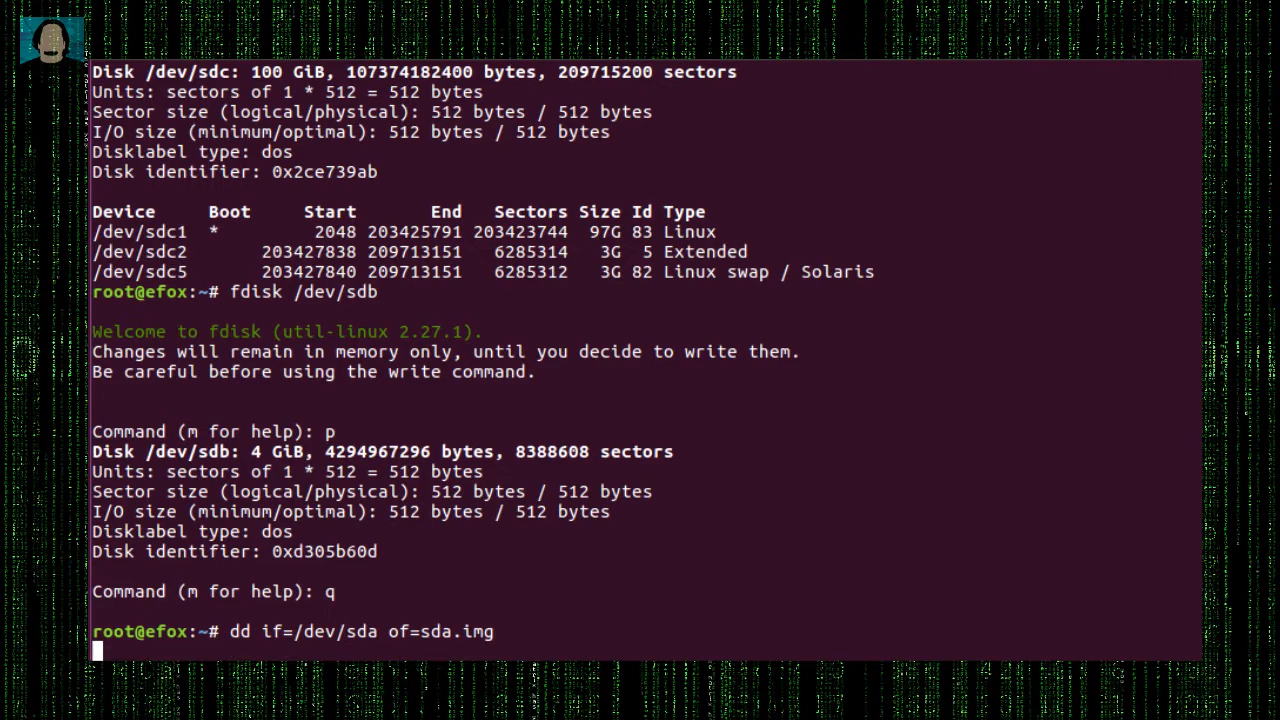 Disk /dev/sdc: 100 GiB, 107374182400 bytes, 209715200 sectors
Units: sectors of 1 * 512 = 512 bytes
Sector size (logical/physical): 512 bytes / 512 bytes
I/O size (minimum/optimal): 512 bytes / 512 bytes
Disklabel type: dos
Disk identifier: 0x2ce739ab
Device Boot Start End Sectors Size Id Type
/dev/sdc1 * 2048 203425791 203423744 97G 83 Linux
/dev/sdc2 203427838 209713151 6285314 3G 5 Extended
/dev/sdc5 203427840 209713151 6285312 3G 82 Linux swap / Solaris
root@efox:~# fdisk /dev/sdb
Welcome to fdisk (util-linux 2.27.1).
Changes will remain in memory only, until you decide to write them.
Be careful before using the write command.
Command (m for help): p
Disk /dev/sdb: 4 GiB, 4294967296 bytes, 8388608 sectors
Units: sectors of 1 * 512 = 512 bytes
Sector size (logical/physical): 512 bytes / 512 bytes
I/O size (minimum/optimal): 512 bytes / 512 bytes
Disklabel type: dos
Disk identifier: 0xd305b60d
Command (m for help): q
root@efox:~# dd if=/dev/sda of=sda.img